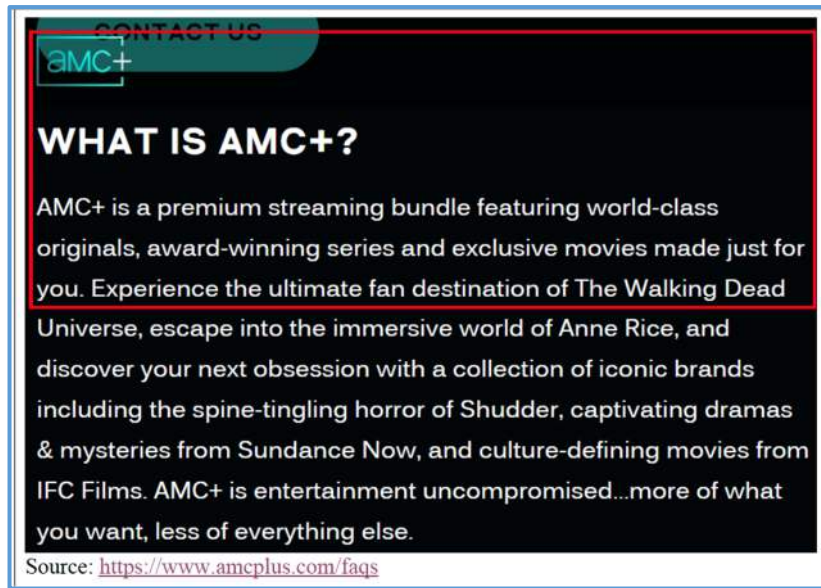 CONTACT US
aMC+
WHAT IS AMC+?
AMC+ is a premium streaming bundle featuring world-class
originals, award-winning series and exclusive movies made just for
you. Experience the ultimate fan destination of The Walking Dead
Universe, escape into the immersive world of Anne Rice, and
discover your next obsession with a collection of iconic brands
including the spine-tingling horror of Shudder, captivating dramas
& mysteries from Sundance Now, and culture-defining movies from
IFC Films. AMC+ is entertainment uncompromised...more of what
you want, less of everything else.
Source: https://www.amcplus.com/faqs